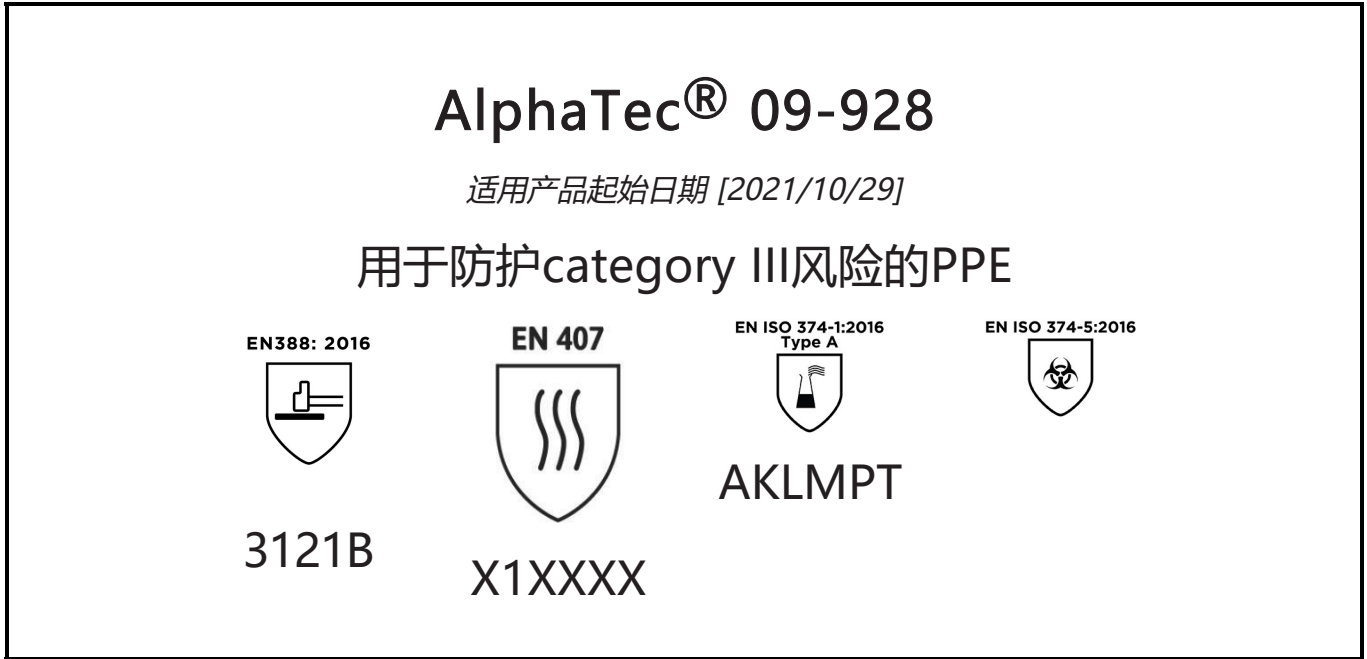 AlphaTec® 09-928
适用产品起始日期 [2021/10/29]
用于防护category III风险的PPE
EN388: 2016
3121B
EN 407
X1XXXX
EN ISO 374-1:2016
Type A
AKLMPT
EN ISO 374-5:2016